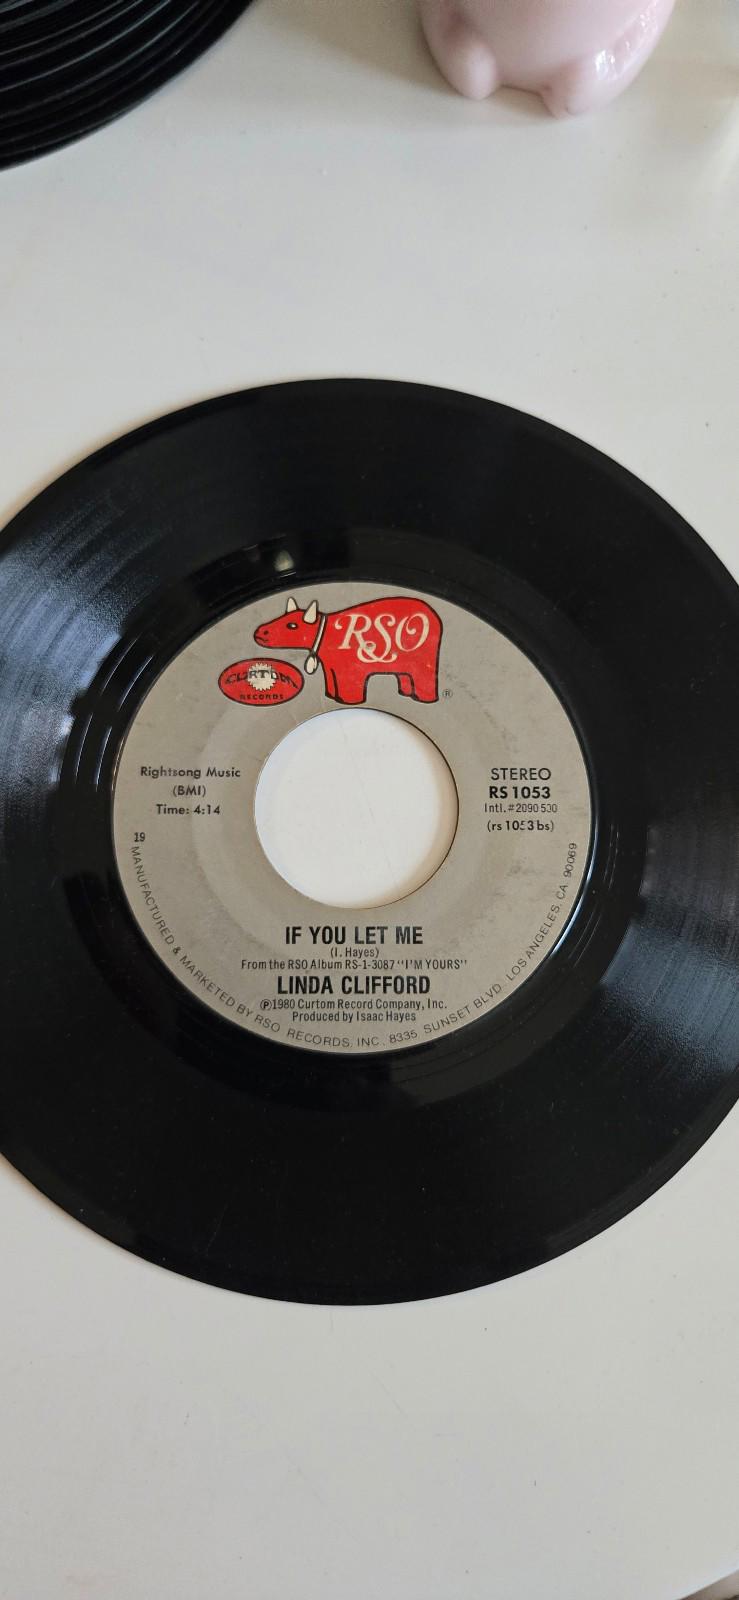 RSO
®
CURTOM
RECORDS
Rightsong Music
(BMI)
Time: 4:14
19
STEREO
RS 1053
Intl.#2090 530
(rs 1053 bs)
IF YOU LET ME
(I. Hayes)
From the RSO Album RS-1-3087 "I'M YOURS"
LINDA CLIFFORD
℗1980 Curtom Record Company, Inc.
Produced by Isaac Hayes
MANUFACTURED & MARKETED BY RSO RECORDS, INC. 8335 SUNSET BLVD. LOS ANGELES, CA 90069